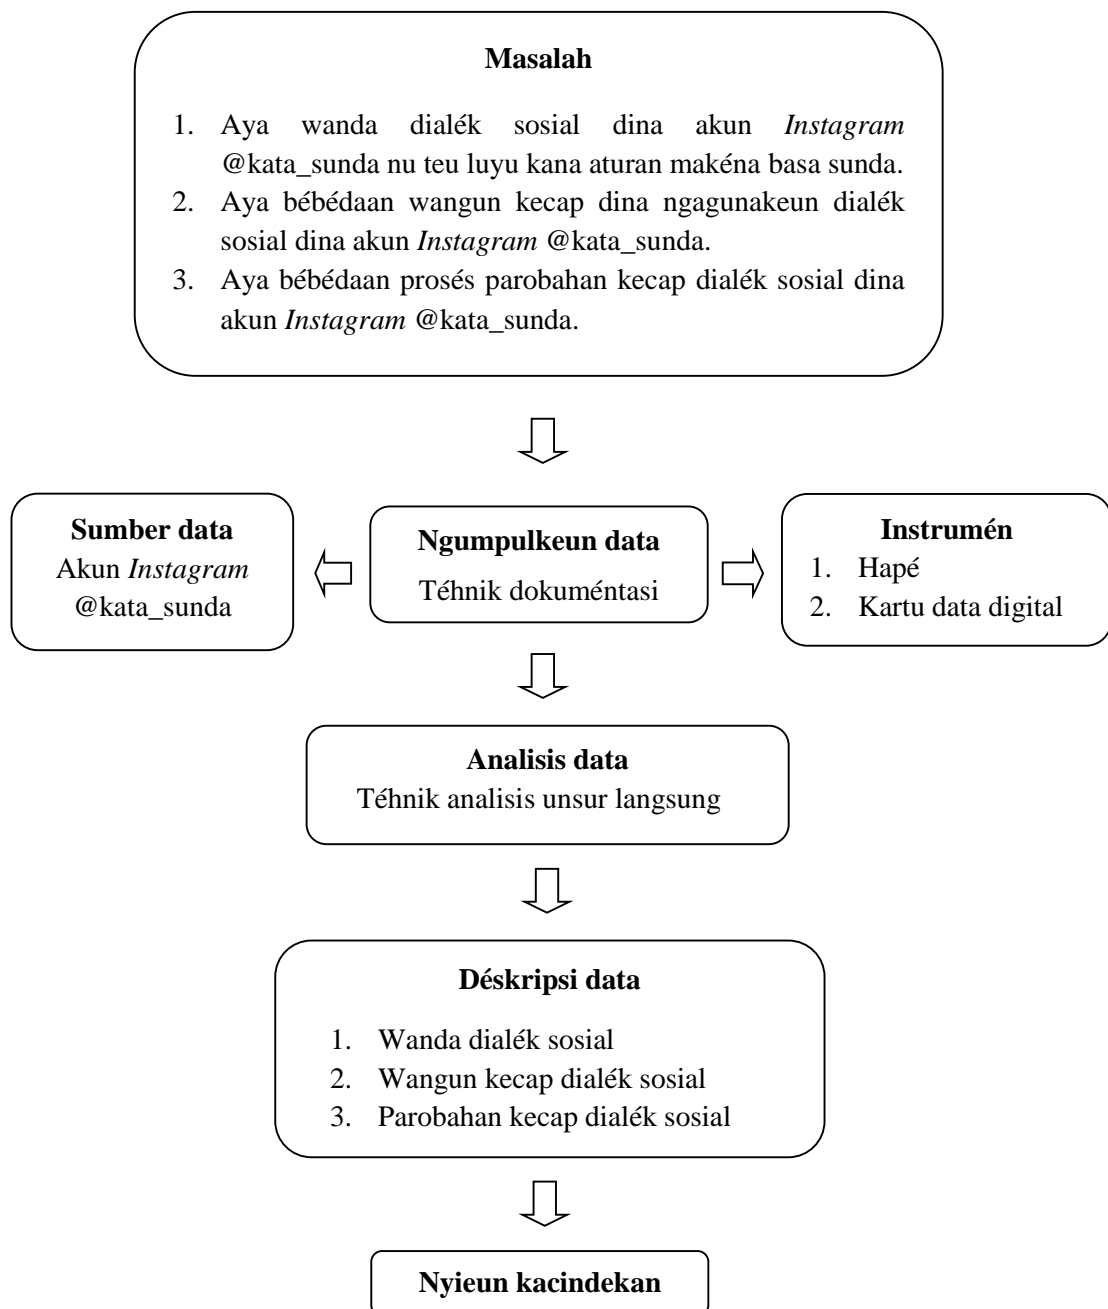 Masalah
1. Aya wanda dialék sosial dina akun Instagram
@kata_sunda nu teu luyu kana aturan makéna basa sunda.
2. Aya bébédaan wangun kecap dina ngagunakeun dialék
sosial dina akun Instagram @kata_sunda.
3. Aya bébédaan prosés parobahan kecap dialék sosial dina
akun Instagram @kata_sunda.
Sumber data
Akun Instagram
@kata_sunda
Ngumpulkeun data
Téhnik dokuméntasi
Instrumén
1. Hapé
2. Kartu data digital
Analisis data
Téhnik analisis unsur langsung
Déskripsi data
1. Wanda dialék sosial
2. Wangun kecap dialék sosial
3. Parobahan kecap dialék sosial
Nyieun kacindekan